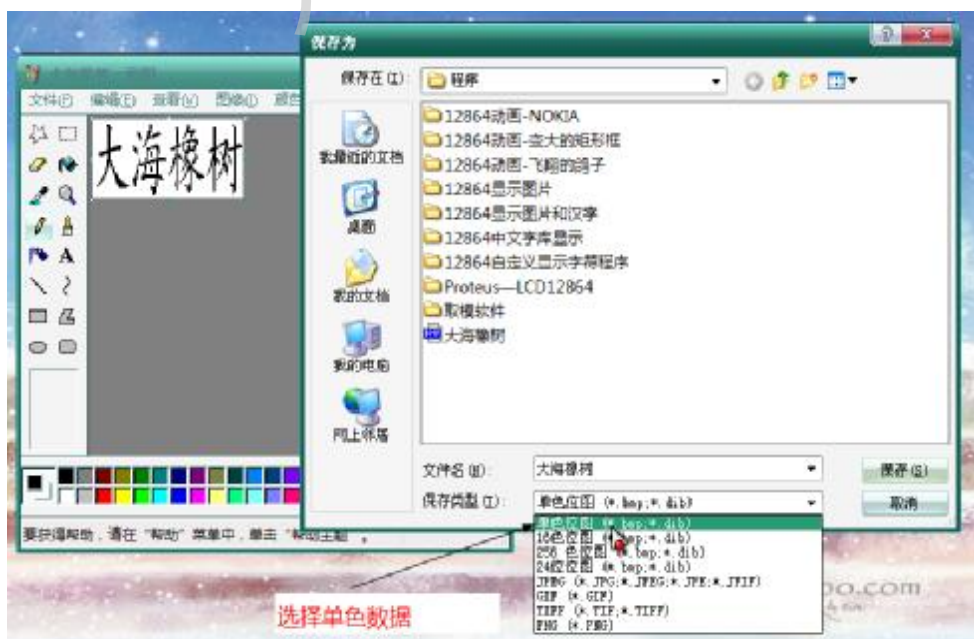 保存为
保存在(I):
程序
文件(F) 编辑(E) 查看(V) 图像(I) 颜色
大海橡树
我最近的文档
桌面
我的文档
我的电脑
网上邻居
12864动画-NOKIA
12864动画-变大的矩形框
12864动画-飞翔的鸽子
12864显示图片
12864显示图片和汉字
12864中文字库显示
12864自定义显示字符程序
Proteus—LCD12864
取模软件
大海橡树
文件名(N):
大海橡树
保存(S)
保存类型(T):
单色位图 (*.bmp;*.dib)
取消
单色位图 (*.bmp;*.dib)
16色位图 (*.bmp;*.dib)
256 色位图 (*.bmp;*.dib)
24位位图 (*.bmp;*.dib)
JPEG (*.JPG;*.JPEG;*.JPE;*.JFIF)
GIF (*.GIF)
TIFF (*.TIF;*.TIFF)
PNG (*.PNG)
要获得帮助，请在“帮助”菜单中，单击“帮助主题”。
选择单色数据